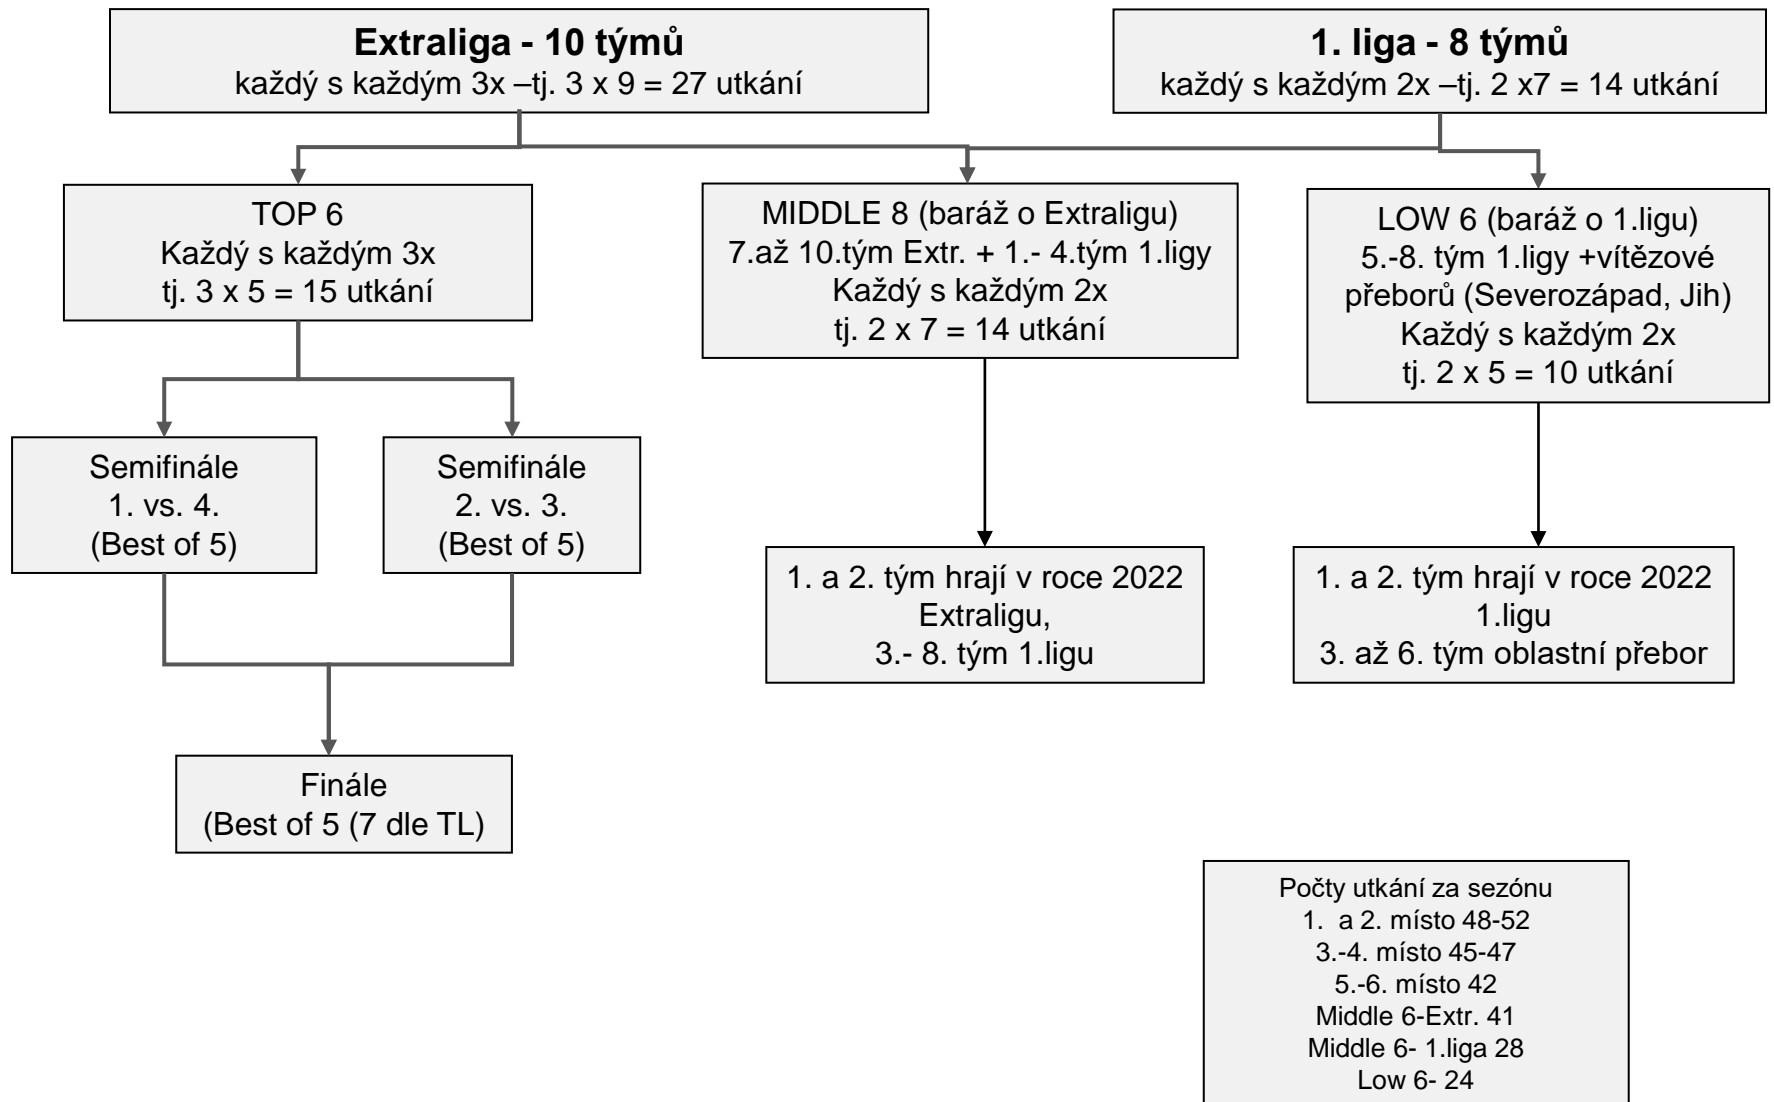 Extraliga - 10 týmů
každý s každým 3x –tj. 3 x 9 = 27 utkání
1. liga - 8 týmů
každý s každým 2x –tj. 2 x7 = 14 utkání
TOP 6
Každý s každým 3x
tj. 3 x 5 = 15 utkání
MIDDLE 8 (baráž o Extraligu)
7.až 10.tým Extr. + 1.- 4.tým 1.ligy
Každý s každým 2x
tj. 2 x 7 = 14 utkání
LOW 6 (baráž o 1.ligu)
5.-8. tým 1.ligy +vítězové
přeborů (Severozápad, Jih)
Každý s každým 2x
tj. 2 x 5 = 10 utkání
Semifinále
1. vs. 4.
(Best of 5)
Semifinále
2. vs. 3.
(Best of 5)
1. a 2. tým hrají v roce 2022
Extraligu,
3.- 8. tým 1.ligu
1. a 2. tým hrají v roce 2022
1.ligu
3. až 6. tým oblastní přebor
Finále
(Best of 5 (7 dle TL)
Počty utkání za sezónu
1. a 2. místo 48-52
3.-4. místo 45-47
5.-6. místo 42
Middle 6-Extr. 41
Middle 6- 1.liga 28
Low 6- 24